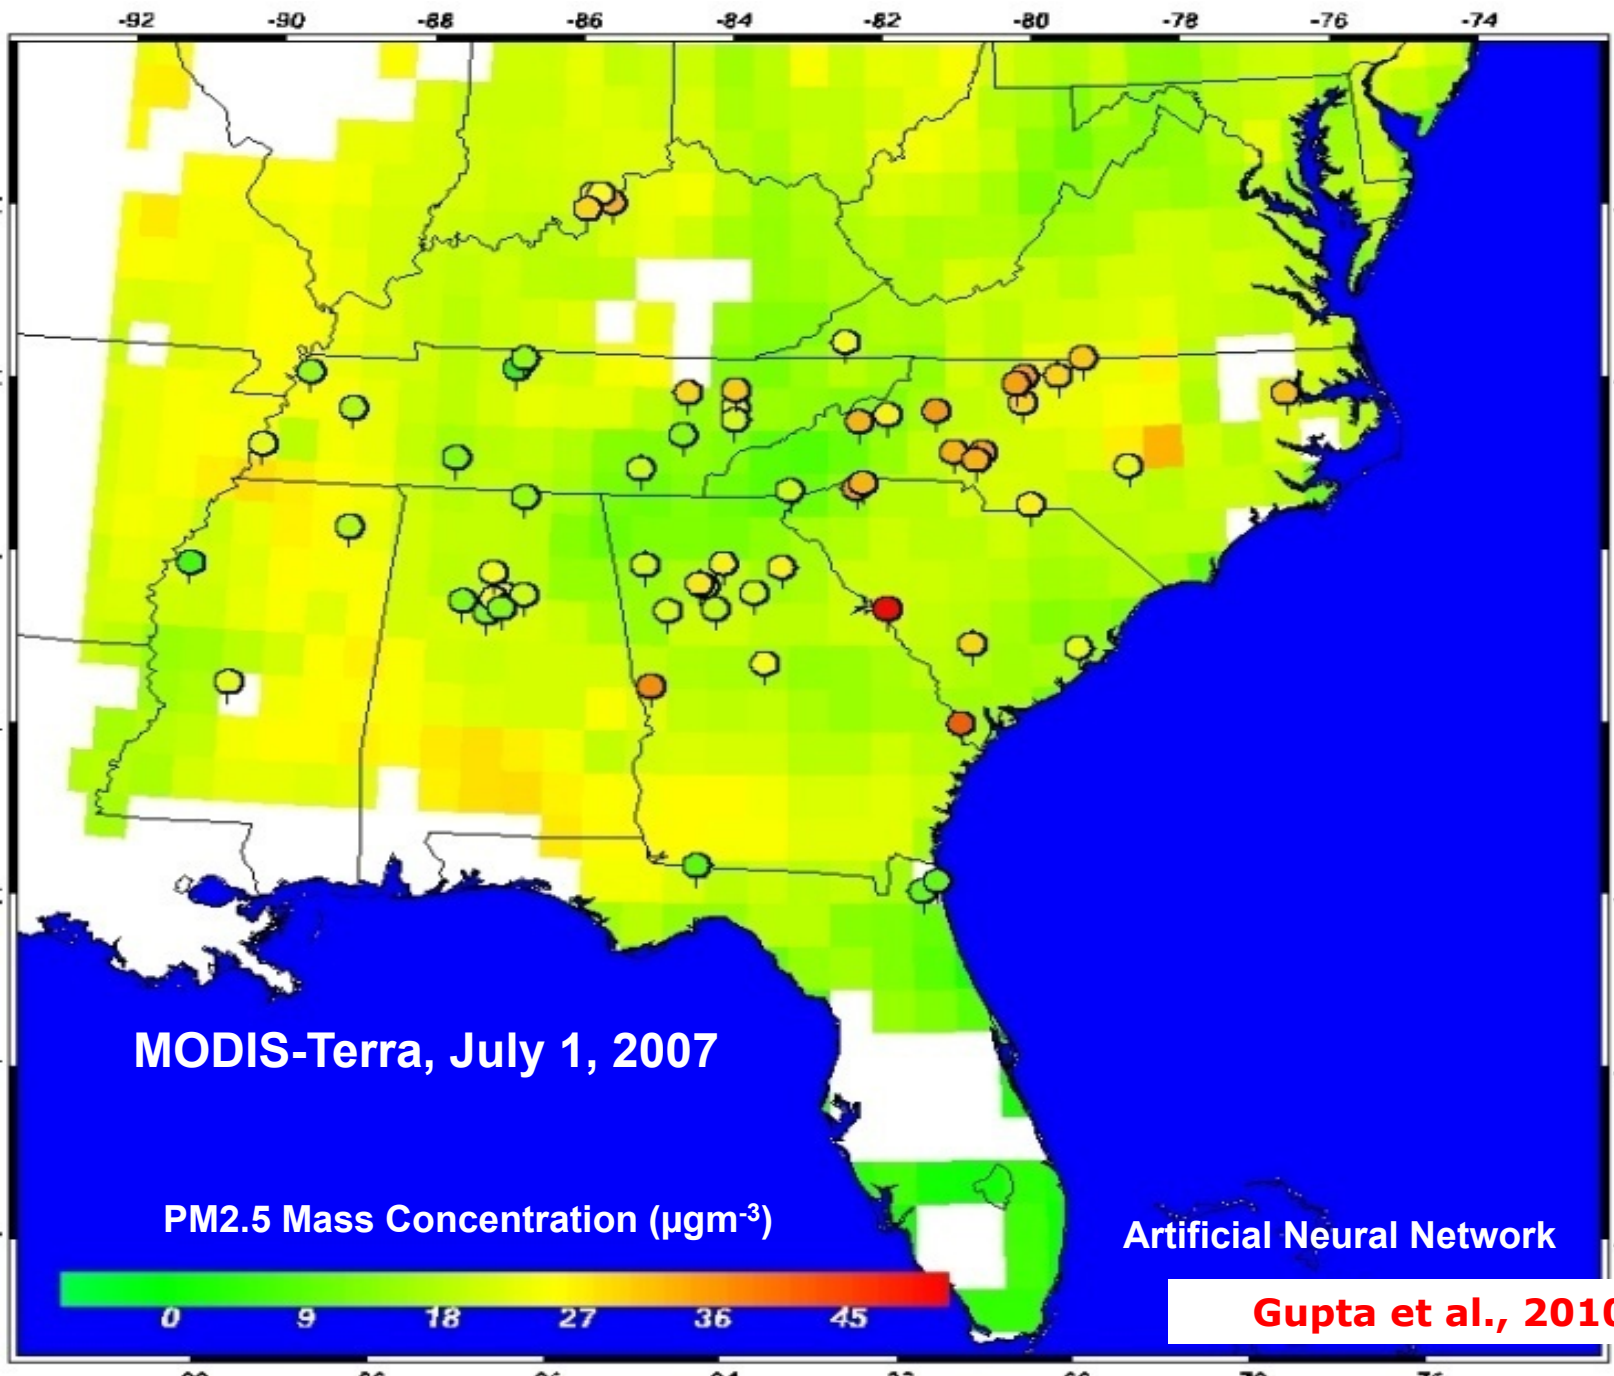 -92 -90 -88 -86 -84 -82 -80 -78 -76 -74
MODIS-Terra, July 1, 2007
PM2.5 Mass Concentration (µgm-3)
Artificial Neural Network
0 9 18 27 36 45
Gupta et al., 2010